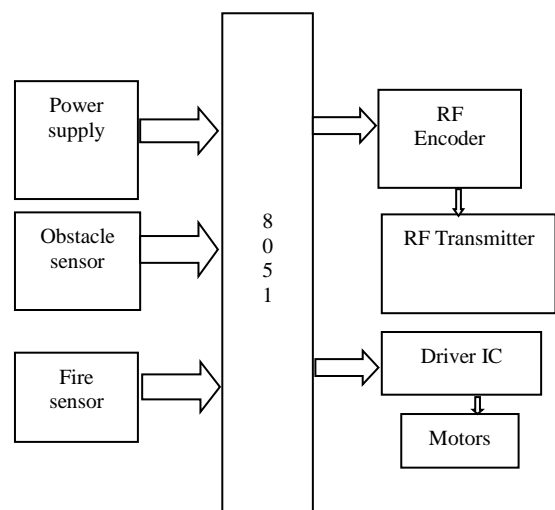 Power
supply
Obstacle
sensor
Fire
sensor
8
0
5
1
RF
Encoder
RF Transmitter
Driver IC
Motors